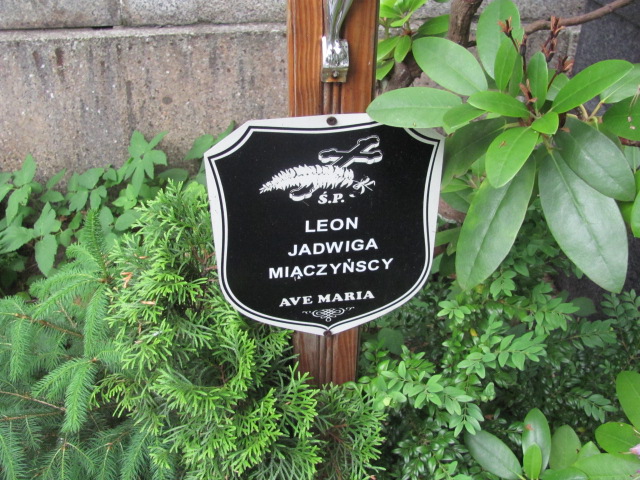 Ś.P.
LEON
JADWIGA
MIĄCZYŃSCY
AVE MARIA